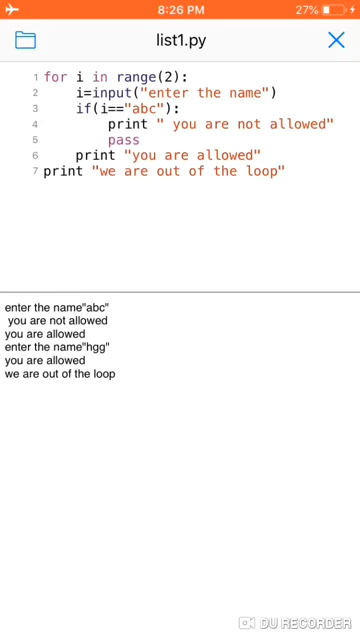 8:26 PM
27%
list1.py
1 for i in range(2):
2 i=input("enter the name")
3 if(i=="abc"):
4 print " you are not allowed"
5 pass
6 print "you are allowed"
7 print "we are out of the loop"
enter the name"abc"
you are not allowed
you are allowed
enter the name"hgg"
you are allowed
we are out of the loop
DU RECORDER